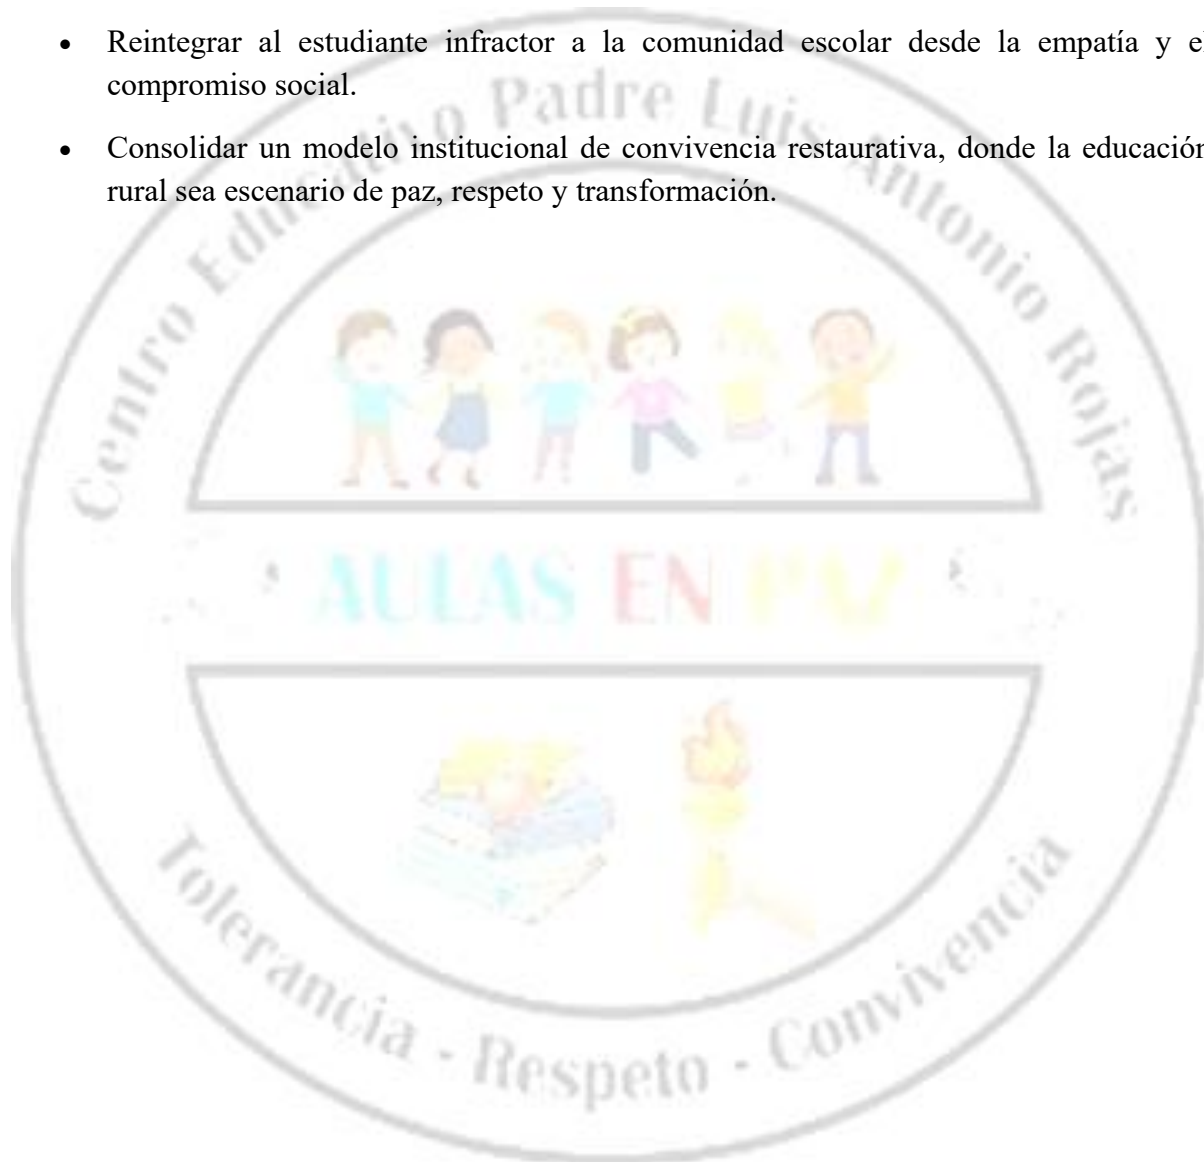 • Reintegrar al estudiante infractor a la comunidad escolar desde la empatía y el
compromiso social.
• Consolidar un modelo institucional de convivencia restaurativa, donde la educación
rural sea escenario de paz, respeto y transformación.
Centro Educativo Padre Luis Antonio Rojas
AULAS EN PAZ
Tolerancia - Respeto - Convivencia